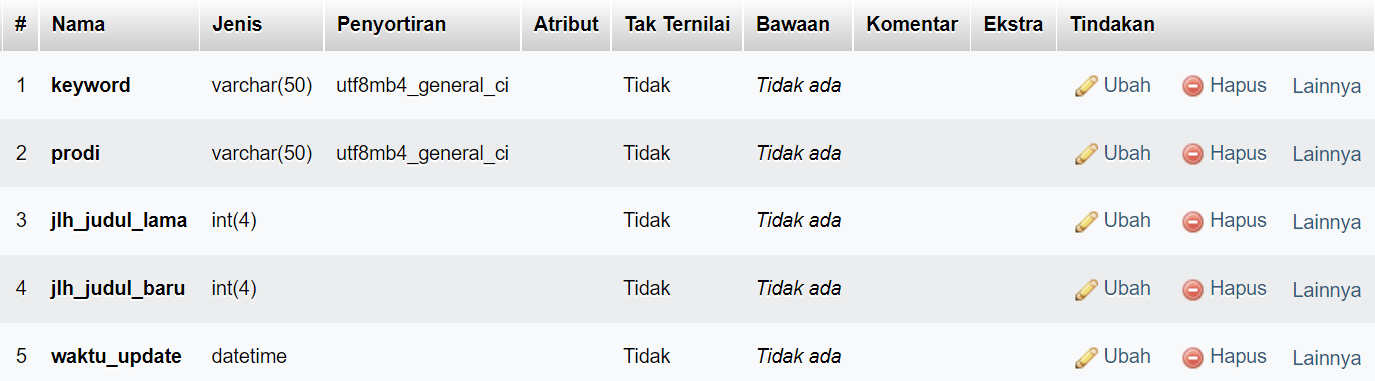 # Nama Jenis Penyortiran Atribut Tak Ternilai Bawaan Komentar Ekstra Tindakan
1 keyword varchar(50) utf8mb4_general_ci Tidak Tidak ada Ubah Hapus Lainnya
2 prodi varchar(50) utf8mb4_general_ci Tidak Tidak ada Ubah Hapus Lainnya
3 jlh_judul_lama int(4) Tidak Tidak ada Ubah Hapus Lainnya
4 jlh_judul_baru int(4) Tidak Tidak ada Ubah Hapus Lainnya
5 waktu_update datetime Tidak Tidak ada Ubah Hapus Lainnya